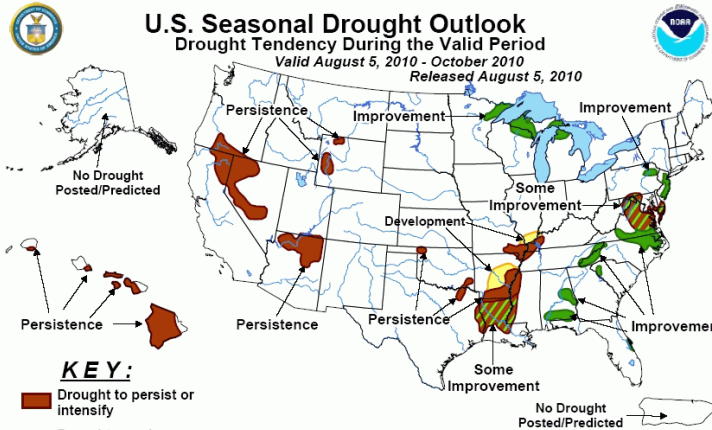 U.S. Seasonal Drought Outlook
Drought Tendency During the Valid Period
Valid August 5, 2010 - October 2010
Released August 5, 2010
NOAA
Persistence
Improvement
Improvement
No Drought
Posted/Predicted
Some
Improvement
Development
Persistence
Persistence
Persistence
Improvemen
Some
Improvement
KEY:
Drought to persist or
intensify
No Drought
Posted/Predicted